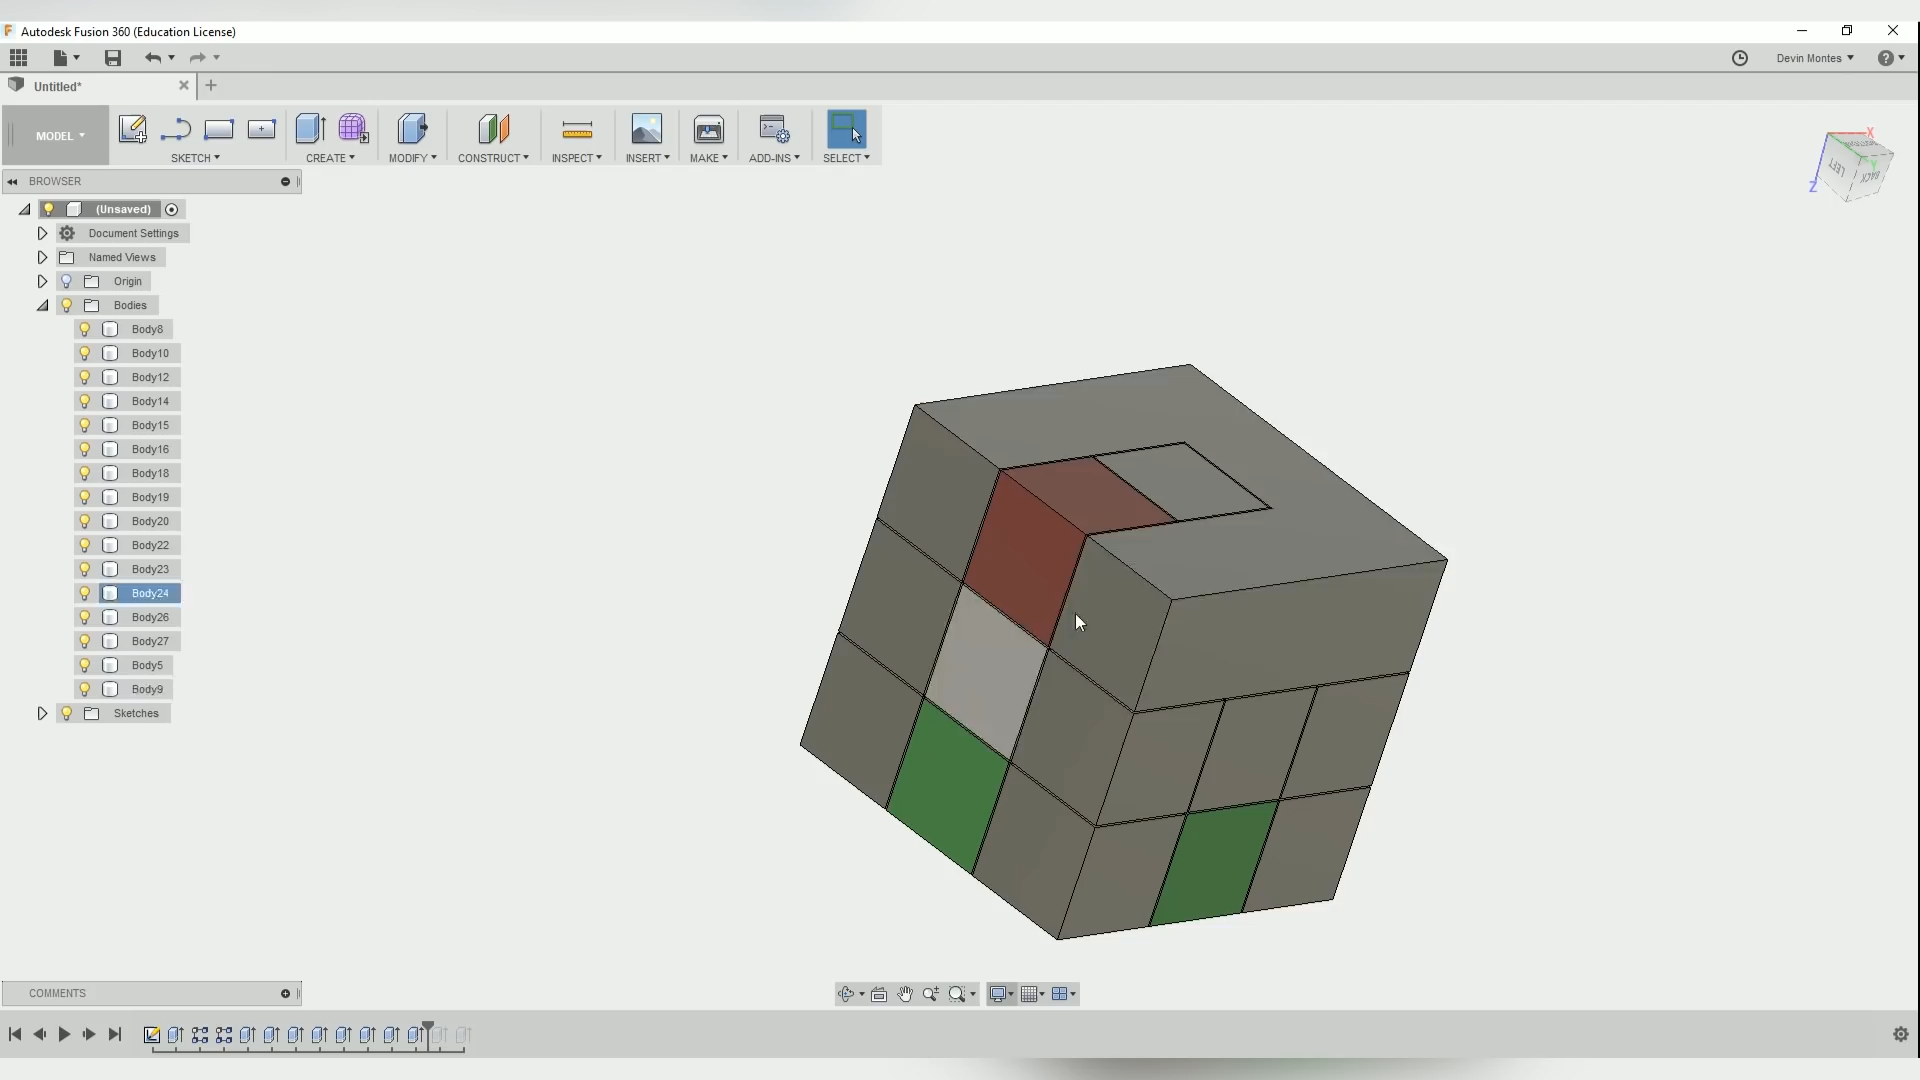 Autodesk Fusion 360 (Education License)
Devin Montes
Untitled*
MODEL
SKETCH
CREATE
MODIFY
CONSTRUCT
INSPECT
INSERT
MAKE
ADD-INS
SELECT
X
Y
Z
LEFT
BACK
BROWSER
(Unsaved)
Document Settings
Named Views
Origin
Bodies
Body8
Body10
Body12
Body14
Body15
Body16
Body18
Body19
Body20
Body22
Body23
Body24
Body26
Body27
Body5
Body9
Sketches
COMMENTS